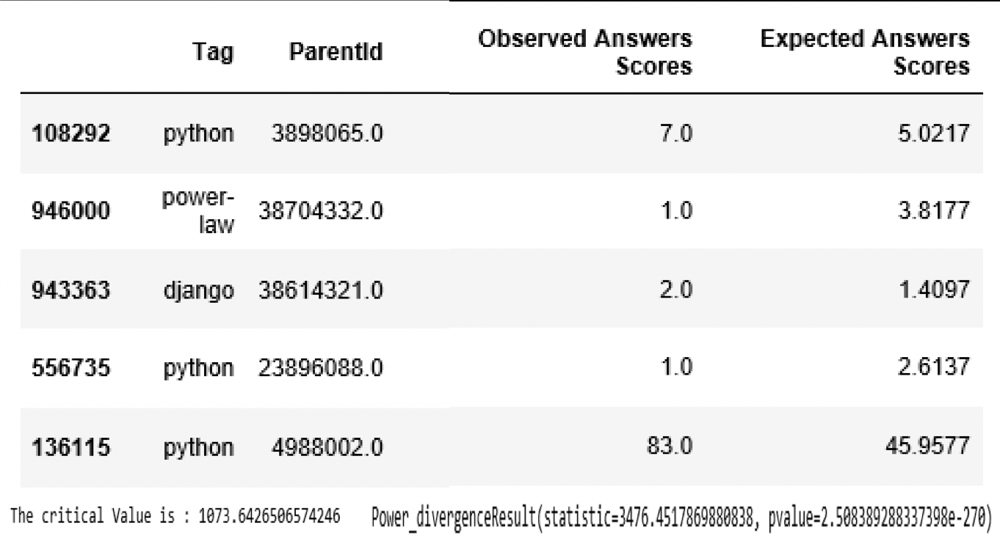 Tag ParentId Observed Answers Scores Expected Answers Scores
108292 python 3898065.0 7.0 5.0217
946000 power-law 38704332.0 1.0 3.8177
943363 django 38614321.0 2.0 1.4097
556735 python 23896088.0 1.0 2.6137
136115 python 4988002.0 83.0 45.9577
The critical Value is : 1073.6426506574246 Power_divergenceResult(statistic=3476.4517869880838, pvalue=2.508389288337398e-270)